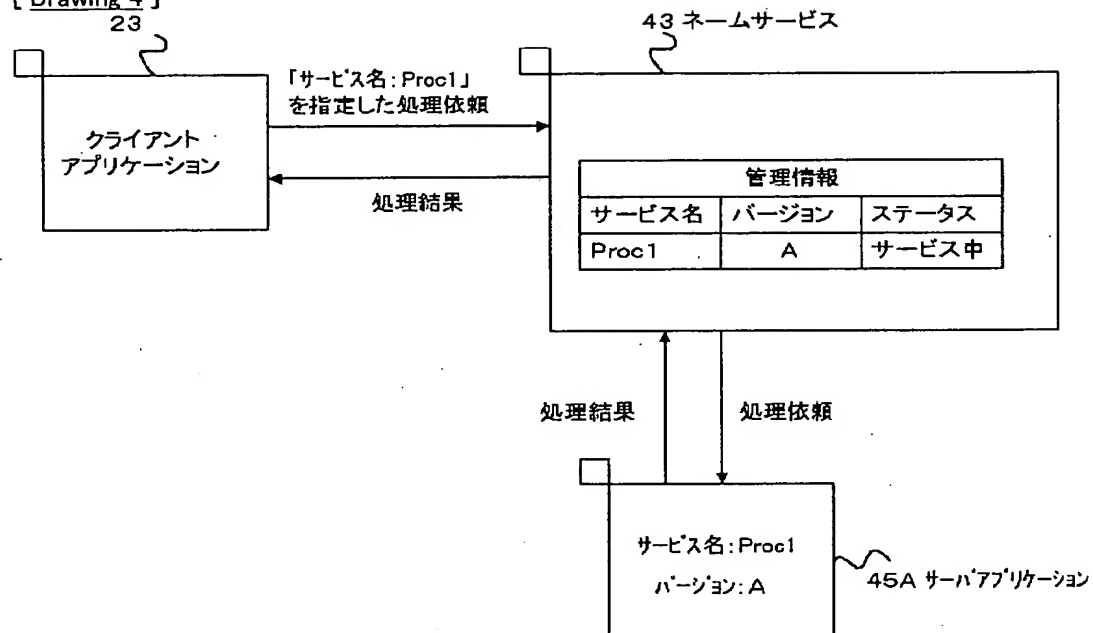 [ Drawing 4 ]
23
43 ネームサービス
「サービス名:Proc1」
を指定した処理依頼
クライアント
アプリケーション
処理結果
管理情報
サービス名 バージョン ステータス
Proc1 A サービス中
処理結果 処理依頼
サービス名:Proc1
バージョン:A
45A サーバアプリケーション